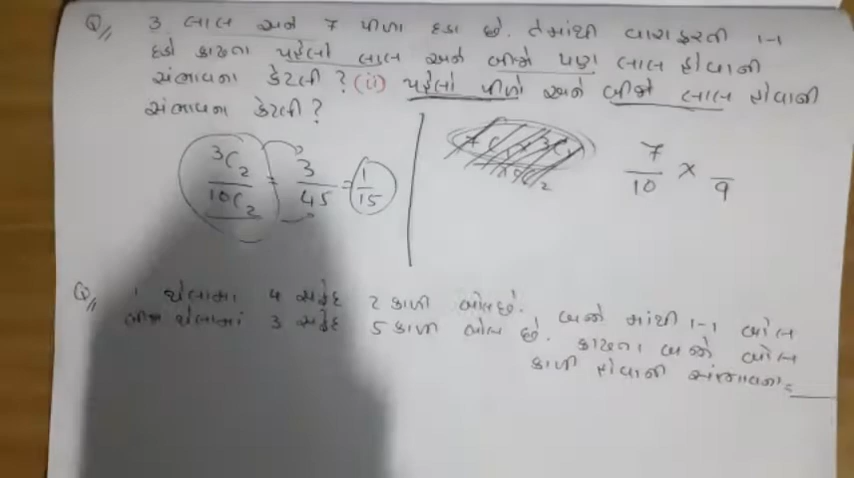 Q// 3 લાલ અને 7 પીળા દડા છે. તેમાંથી વારાફરતી 1-1
દડો કાઢતા પહેલો લાલ અને બીજો પણ લાલ હોવાની
સંભાવના કેટલી? (ii) પહેલો પીળો અને બીજો લાલ હોવાની
સંભાવના કેટલી?
3C2 / 10C2 = 3/45 = 1/15
7/10 × /9
Q// 1 થેલામાં 4 સફેદ 2 કાળી બોલ છે. બન્ને માંથી 1-1 બોલ
બીજા થેલામાં 3 સફેદ 5 કાળી બોલ છે. કાઢતા બન્ને બોલ
કાળી હોવાની સંભાવના =